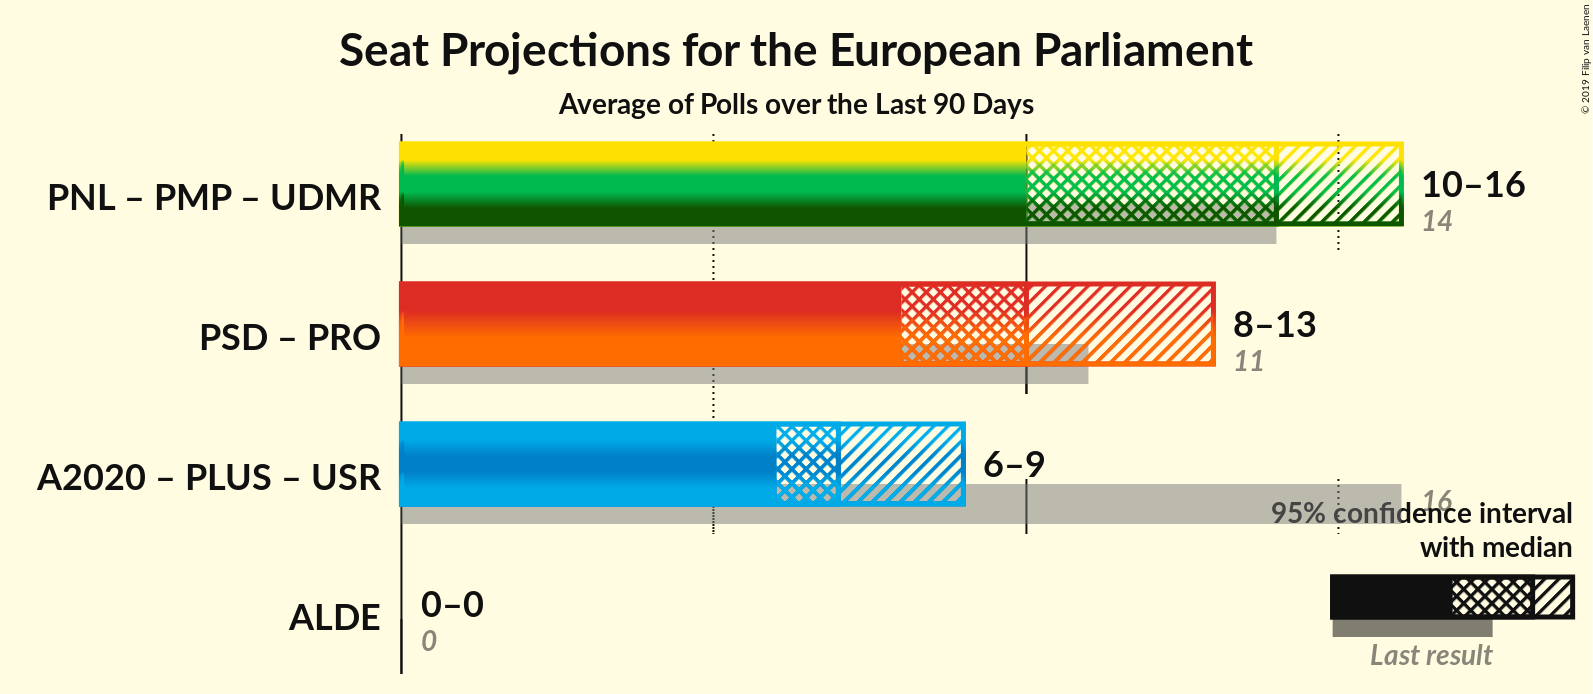 Seat Projections for the European Parliament
Average of Polls over the Last 90 Days
© 2019 Filip van Laenen
PNL – PMP – UDMR
10–16
14
PSD – PRO
8–13
11
A2020 – PLUS – USR
6–9
16
ALDE
0–0
0
95% confidence interval
with median
Last result